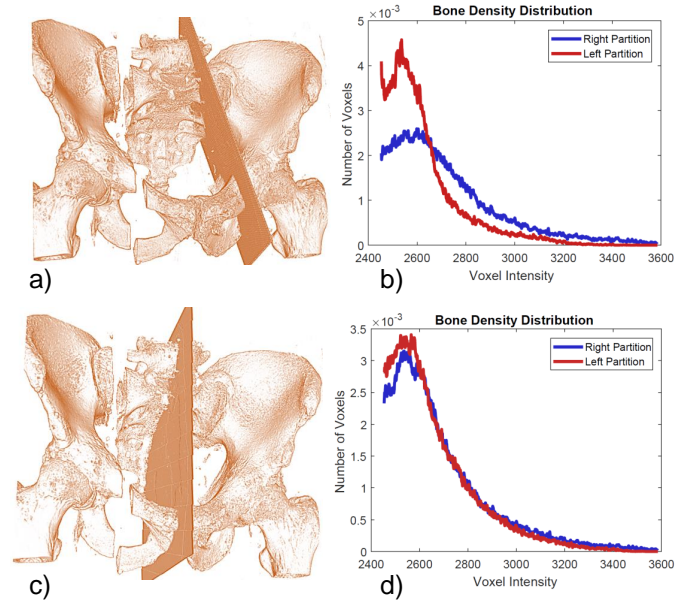 Bone Density Distribution
×10⁻³
5
4
3
2
1
0
Number of Voxels
Right Partition
Left Partition
2400 2600 2800 3000 3200 3400 3600
Voxel Intensity
a)
b)
Bone Density Distribution
×10⁻³
3.5
3
2.5
2
1.5
1
0.5
0
Number of Voxels
Right Partition
Left Partition
2400 2600 2800 3000 3200 3400 3600
Voxel Intensity
c)
d)